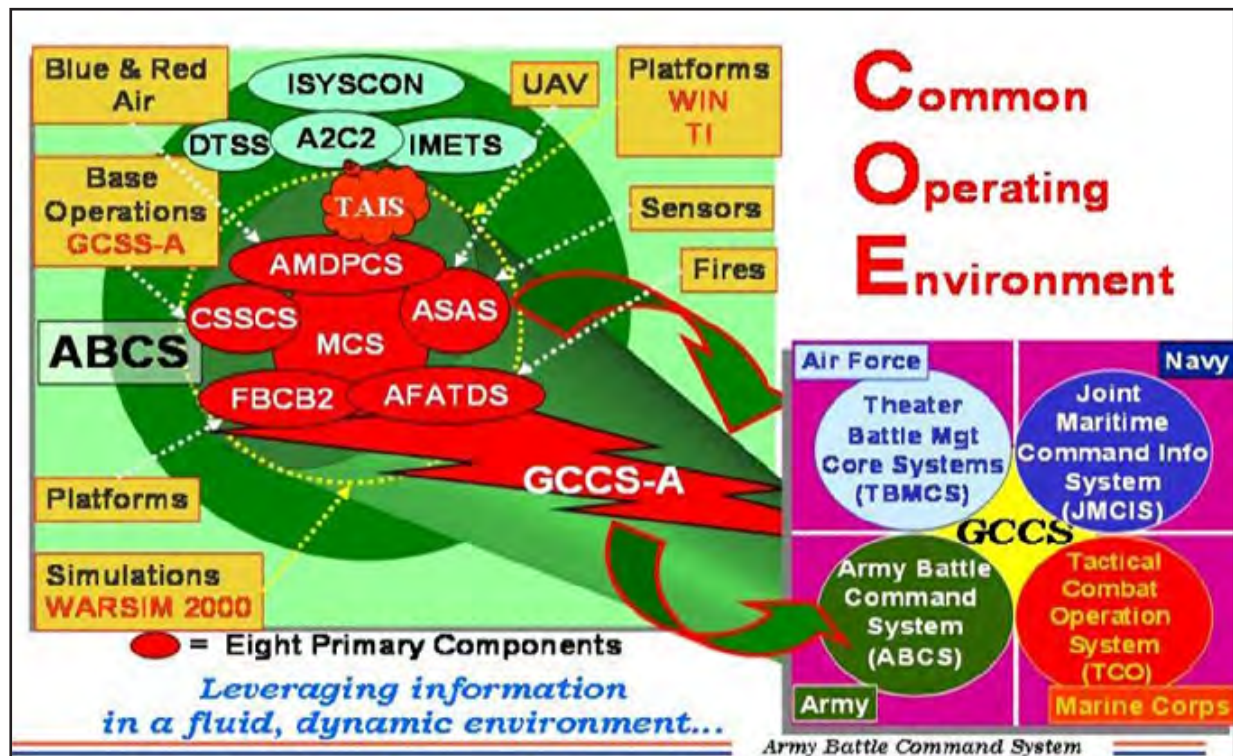 Blue & Red
Air
ISYSCON
UAV
Platforms
WIN
TI
DTSS
A2C2
IMETS
Base
Operations
GCSS-A
TAIS
Sensors
AMDPCS
Fires
CSSCS
ASAS
MCS
ABCS
FBCB2
AFATDS
Platforms
GCCS-A
Simulations
WARSIM 2000
= Eight Primary Components
Leveraging information
in a fluid, dynamic environment...
Common
Operating
Environment
Air Force
Navy
Theater
Battle Mgt
Core Systems
(TBMCS)
Joint
Maritime
Command Info
System
(JMCIS)
GCCS
Army Battle
Command
System
(ABCS)
Tactical
Combat
Operation
System
(TCO)
Army
Marine Corps
Army Battle Command System